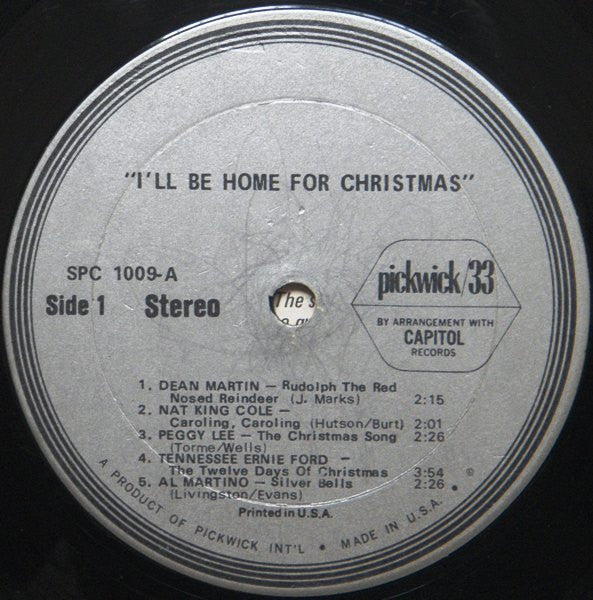 "I'LL BE HOME FOR CHRISTMAS"
SPC 1009-A
Side 1 Stereo
pickwick/33
BY ARRANGEMENT WITH
CAPITOL
RECORDS
The s
1. DEAN MARTIN — Rudolph The Red
Nosed Reindeer (J. Marks) 2:15
2. NAT KING COLE —
Caroling, Caroling (Hutson/Burt) 2:01
3. PEGGY LEE — The Christmas Song 2:26
(Torme/Wells)
4. TENNESSEE ERNIE FORD —
The Twelve Days Of Christmas 3:54
5. AL MARTINO — Silver Bells 2:26
(Livingston/Evans)
℗
Printed in U.S.A.
A PRODUCT OF PICKWICK INT'L • MADE IN U.S.A. •